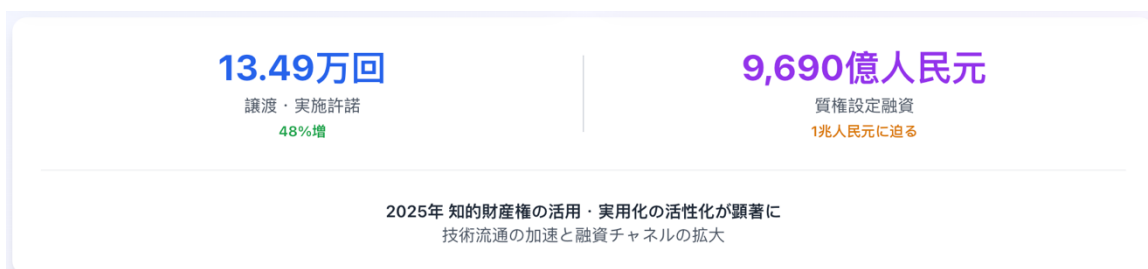 13.49万回
譲渡・実施許諾
48%増
9,690億人民元
質権設定融資
1兆人民元に迫る
2025年 知的財産権の活用・実用化の活性化が顕著に
技術流通の加速と融資チャネルの拡大